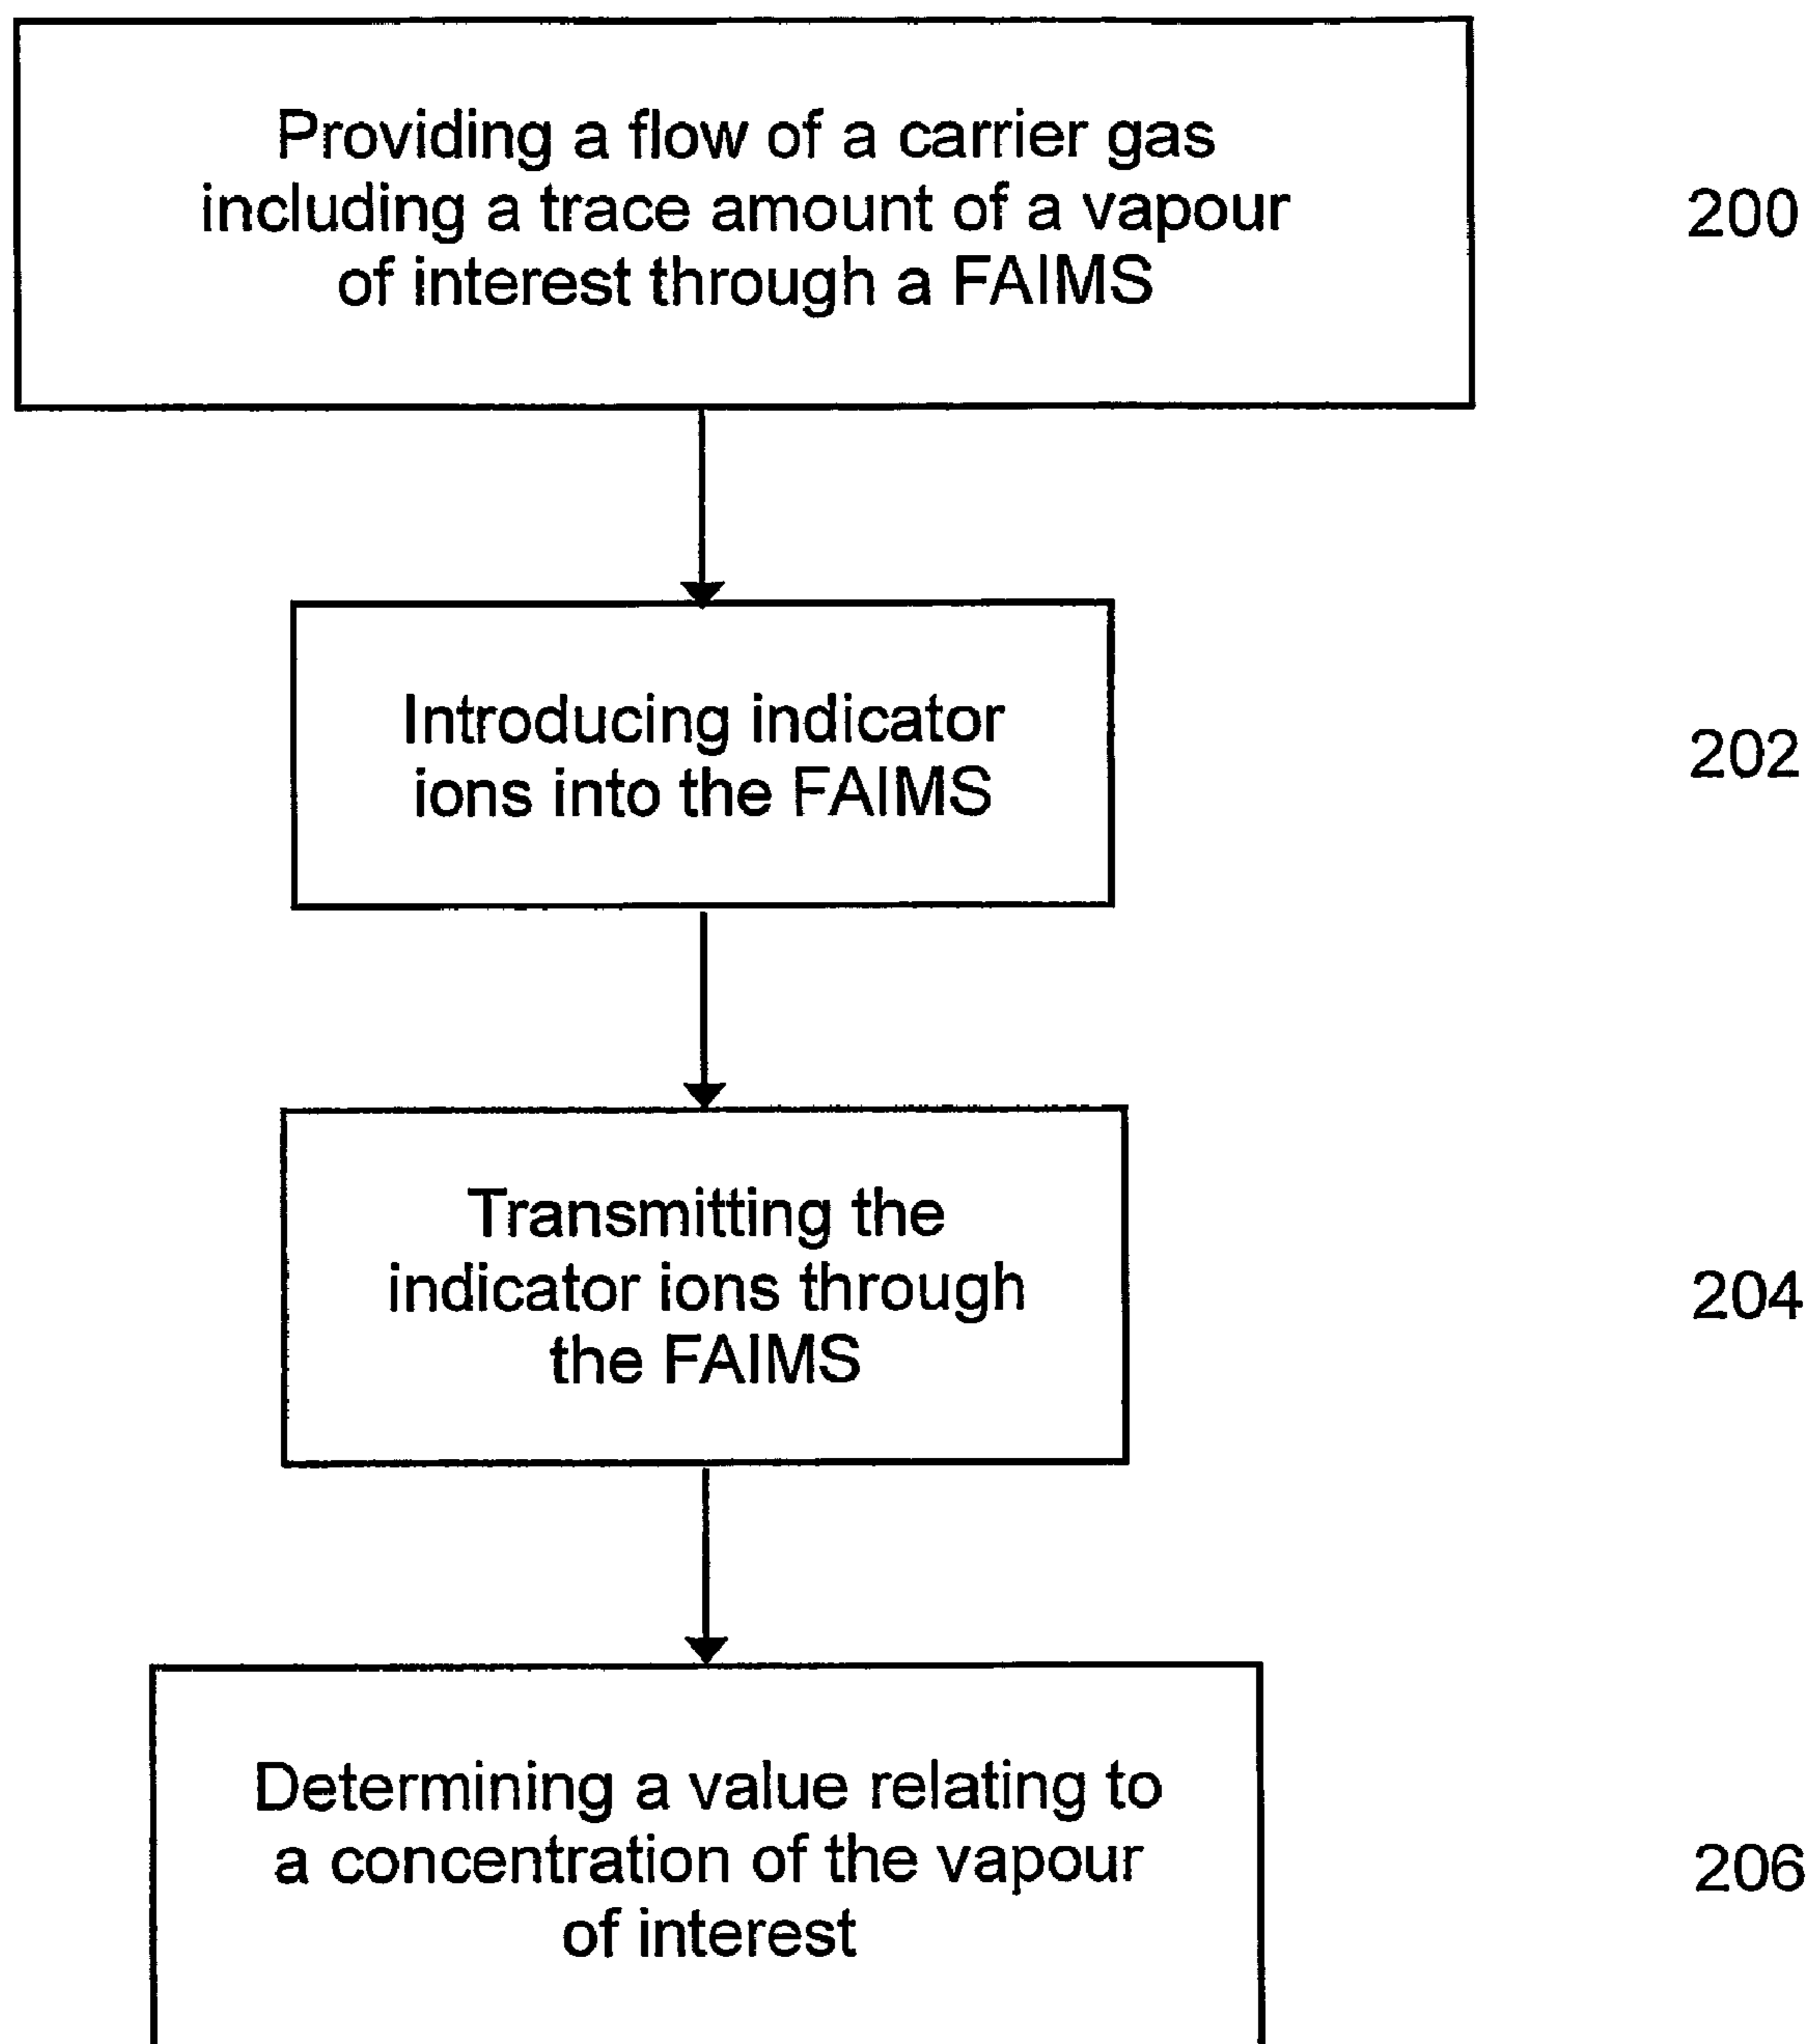 Providing a flow of a carrier gas
including a trace amount of a vapour
of interest through a FAIMS
200
Introducing indicator
ions into the FAIMS
202
Transmitting the
indicator ions through
the FAIMS
204
Determining a value relating to
a concentration of the vapour
of interest
206